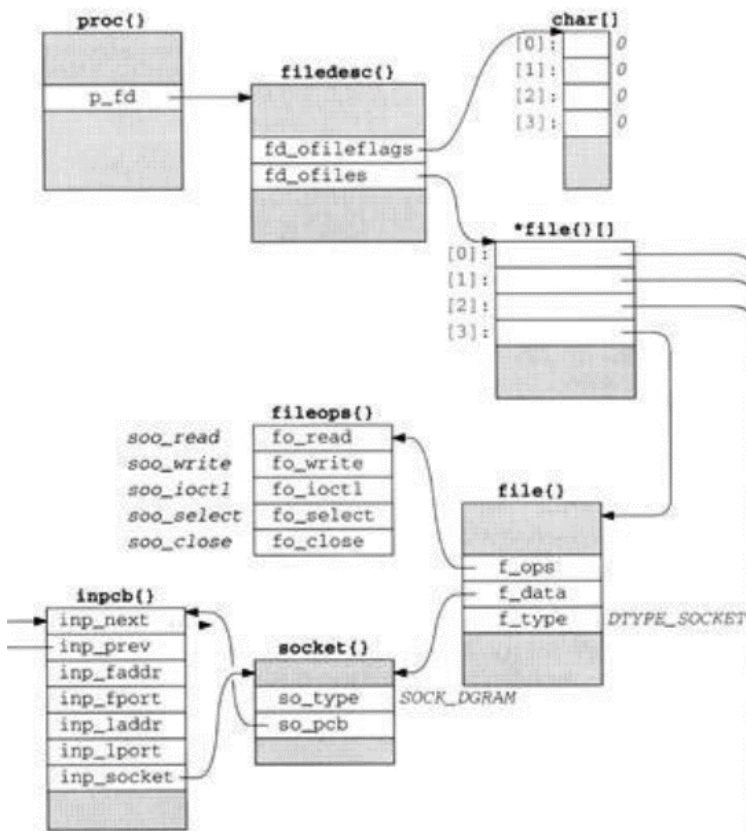 proc{}
p_fd
filedesc{}
fd_ofileflags
fd_ofiles
char[]
[0]: 0
[1]: 0
[2]: 0
[3]: 0
*file{}[]
[0]:
[1]:
[2]:
[3]:
fileops{}
soo_read fo_read
soo_write fo_write
soo_ioctl fo_ioctl
soo_select fo_select
soo_close fo_close
file{}
f_ops
f_data
f_type DTYPE_SOCKET
inpcb{}
inp_next
inp_prev
inp_faddr
inp_fport
inp_laddr
inp_lport
inp_socket
socket{}
so_type SOCK_DGRAM
so_pcb